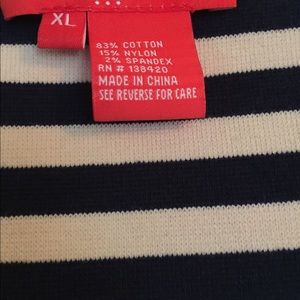 XL
83% COTTON
15% NYLON
2% SPANDEX
RN # 138420
MADE IN CHINA
SEE REVERSE FOR CARE